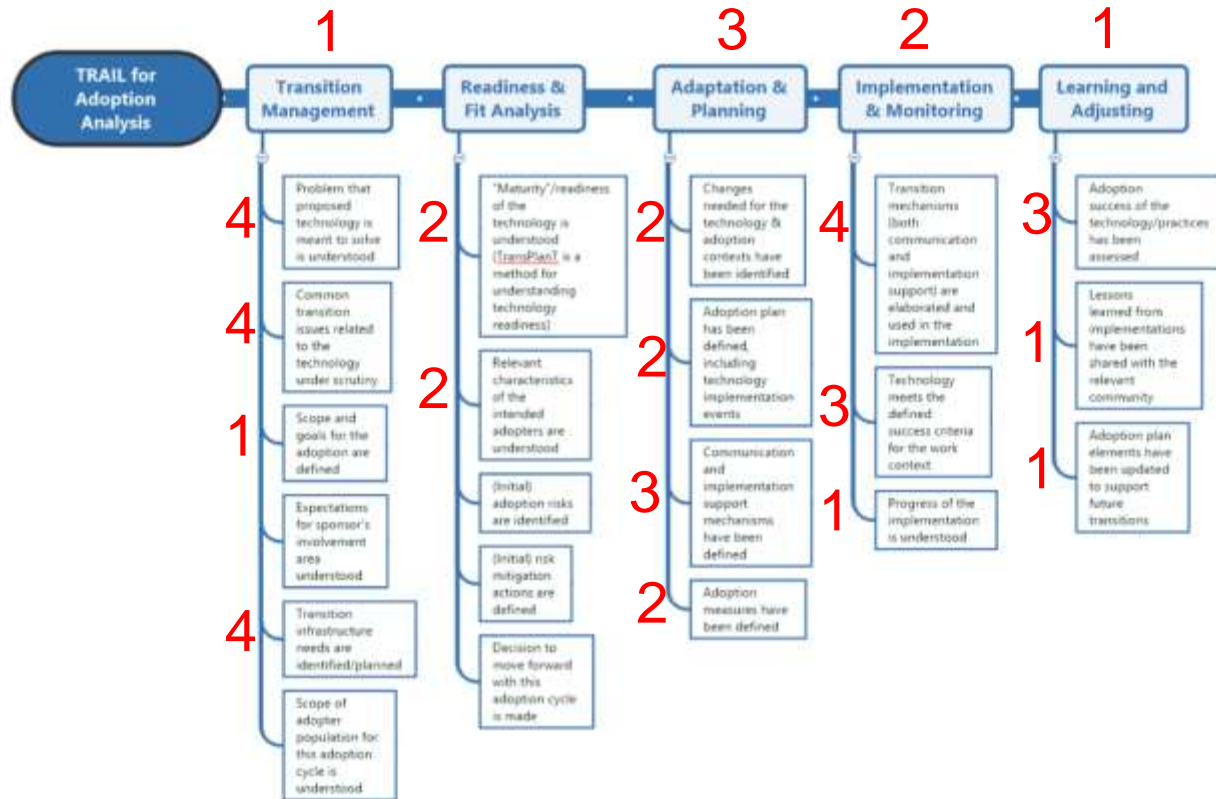 1
3
2
1
TRAIL for
Adoption
Analysis
Transition
Management
Readiness &
Fit Analysis
Adaptation &
Planning
Implementation
& Monitoring
Learning and
Adjusting
4
Problem that
proposed
technology is
meant to solve
is understood
4
Common
transition
issues related
to the
technology
under scrutiny
1
Scope and
goals for the
adoption are
defined
Expectations
for sponsor's
involvement
area
understood
4
Transition
infrastructure
needs are
identified/planned
Scope of
adopter
population for
this adoption
cycle is
understood
2
"Maturity"/readiness
of the
technology is
understood
(TransPlanT is a
method for
understanding
technology
readiness)
2
Relevant
characteristics
of the
intended
adopters are
understood
(Initial)
adoption risks
are identified
(Initial) risk
mitigation
actions are
defined
Decision to
move forward
with this
adoption cycle
is made
2
Changes
needed for the
technology &
adoption
contexts have
been identified
2
Adoption plan
has been
defined,
including
technology
implementation
events
3
Communication
and
implementation
support
mechanisms
have been
defined
2
Adoption
measures have
been defined
4
Transition
mechanisms
(both
communication
and
implementation
support) are
elaborated and
used in the
implementation
3
Technology
meets the
defined
success criteria
for the work
context
1
Progress of the
implementation
is understood
3
Adoption
success of the
technology/practices
has been
assessed
1
Lessons
learned from
implementations
have been
shared with the
relevant
community
1
Adoption plan
elements have
been updated
to support
future
transitions